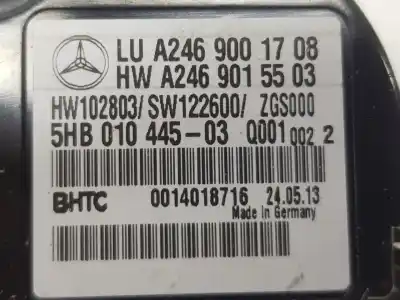 LU A246 900 17 08
HW A246 901 55 03
HW102803/SW122600/ ZGS000
5HB 010 445-03 Q001 002 2
BHTC 0014018716 24.05.13
Made in Germany